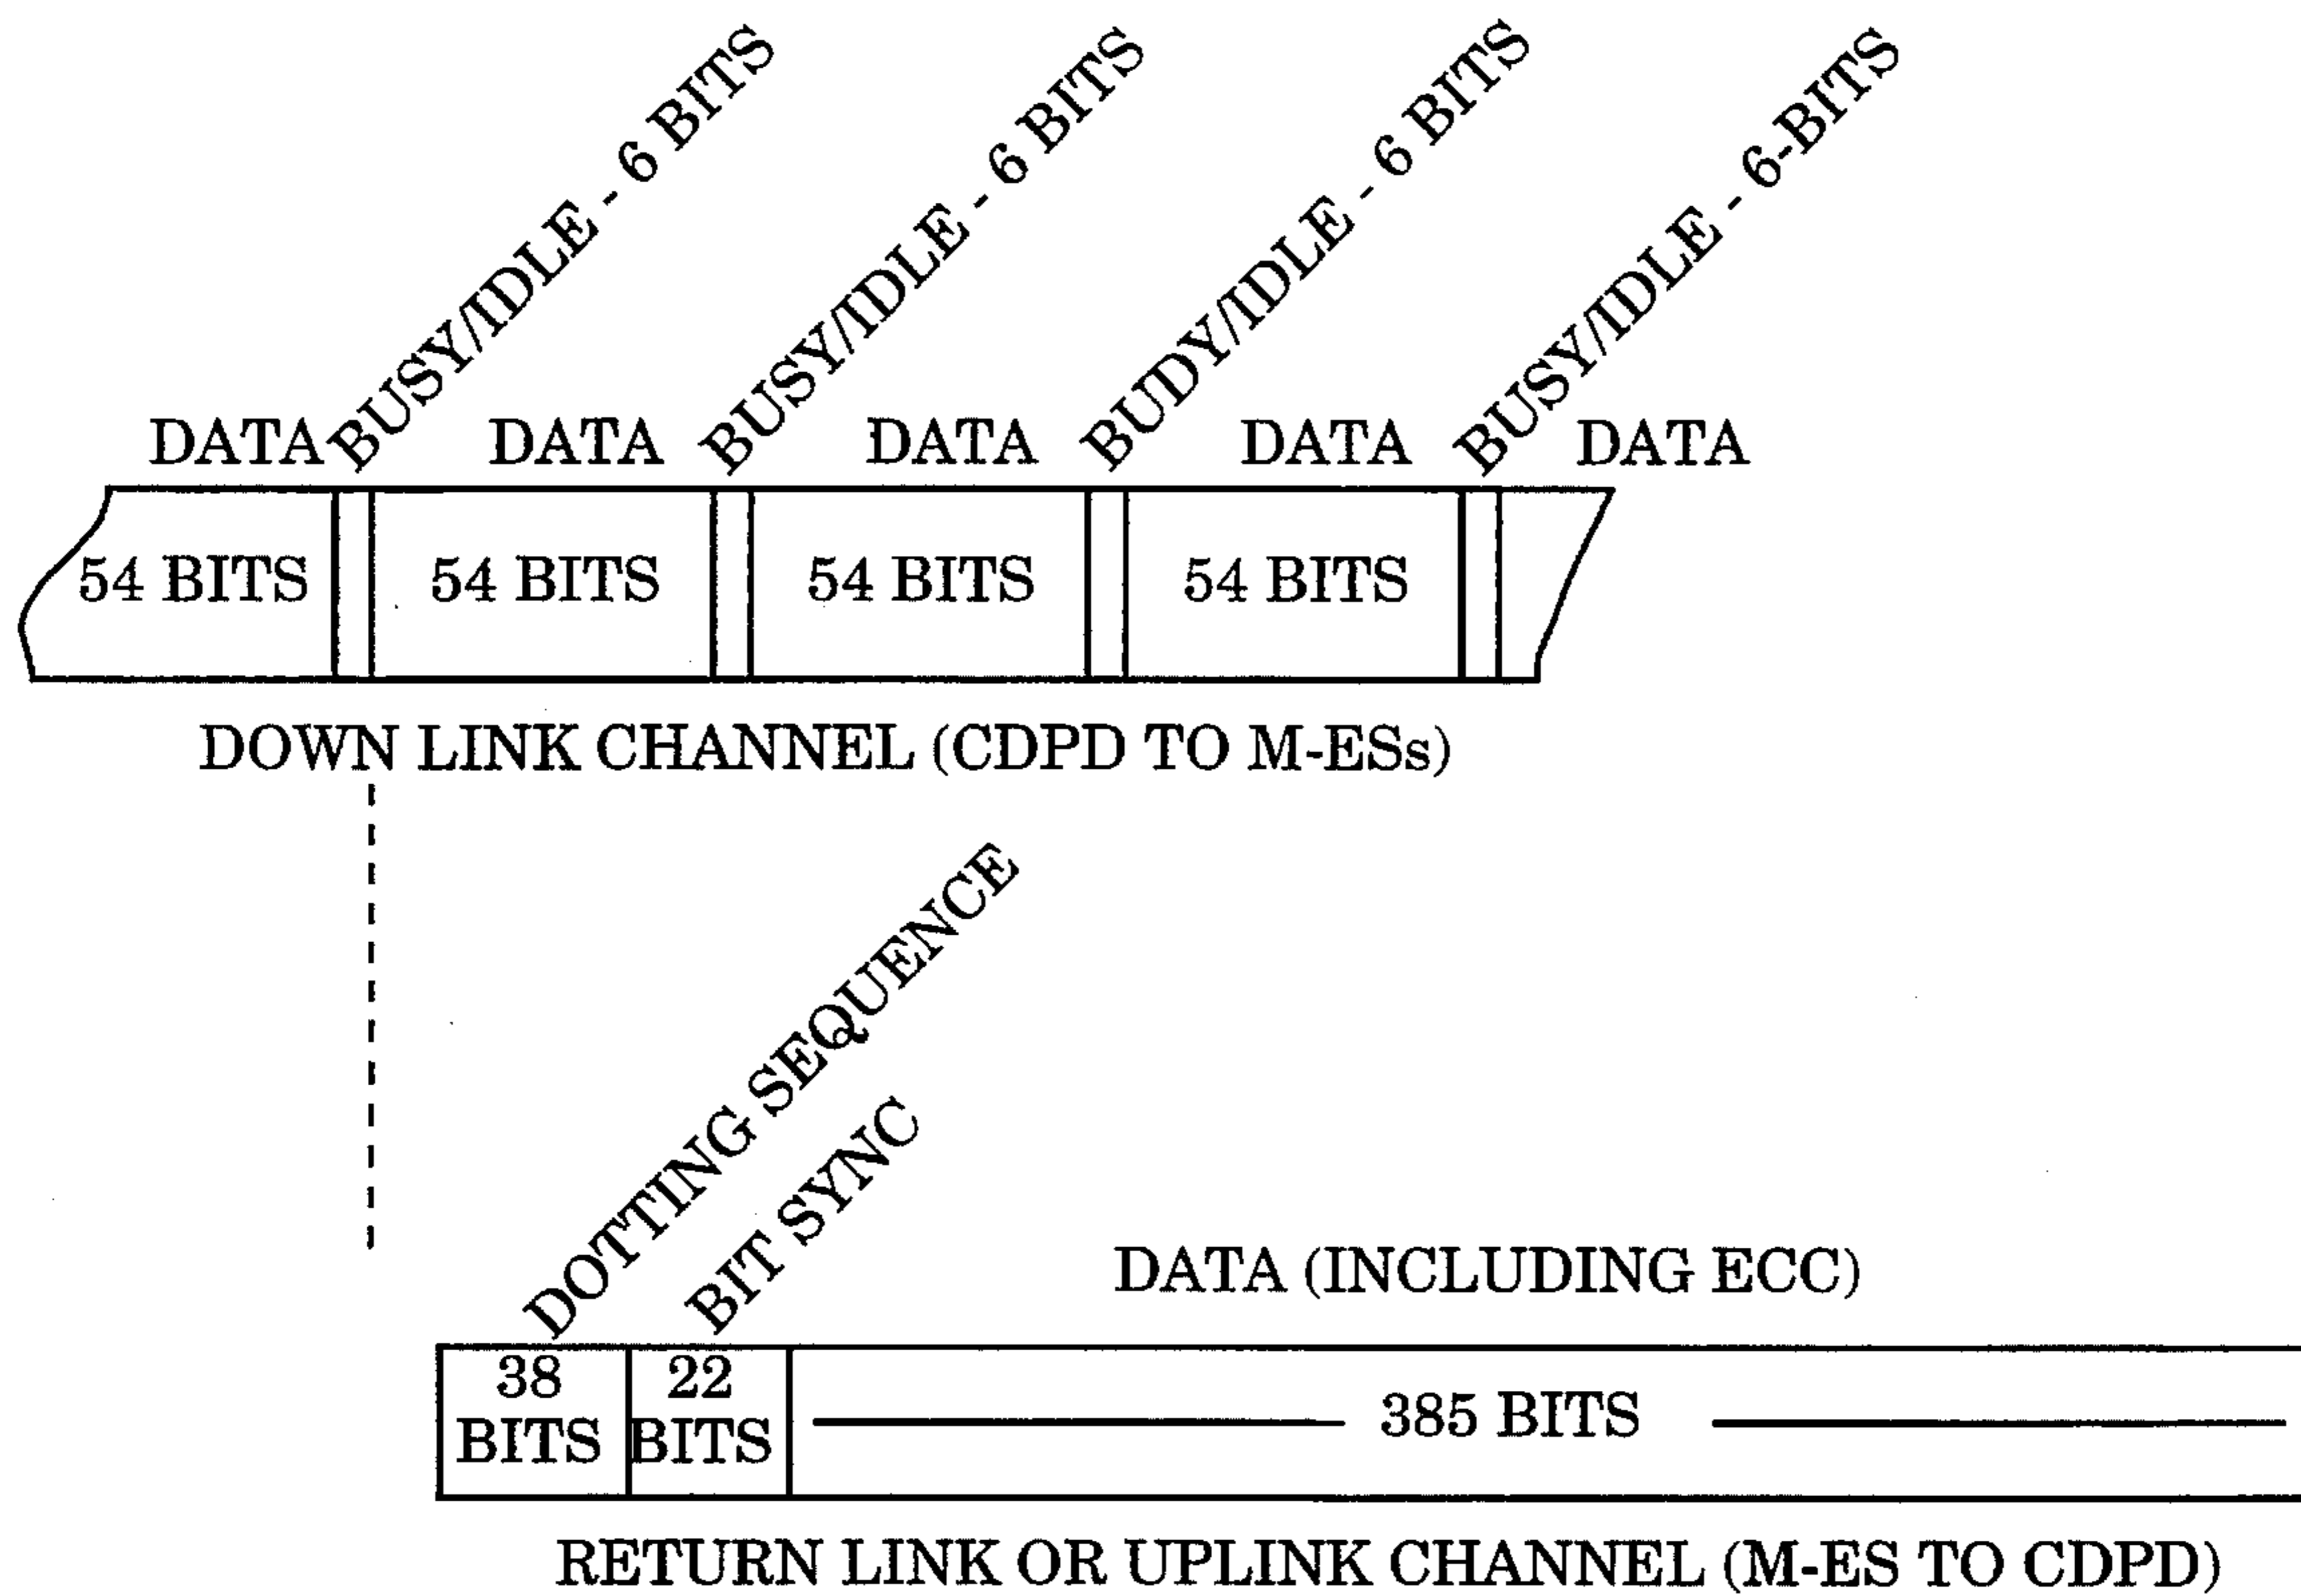 BUSY/IDLE - 6 BITS
BUSY/IDLE - 6 BITS
BUDY/IDLE - 6 BITS
BUSY/IDLE - 6-BITS
DATA DATA DATA DATA DATA
54 BITS 54 BITS 54 BITS 54 BITS
DOWN LINK CHANNEL (CDPD TO M-ESs)
DOTTING SEQUENCE
BIT SYNC
DATA (INCLUDING ECC)
38
BITS
22
BITS
385 BITS
RETURN LINK OR UPLINK CHANNEL (M-ES TO CDPD)